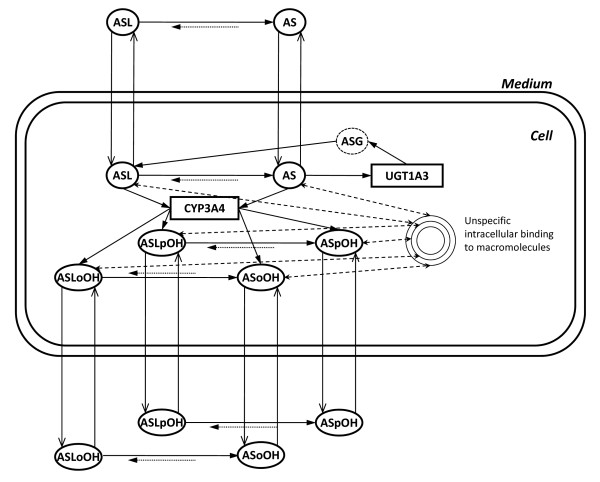 ASL
AS
Medium
Cell
ASG
ASL
AS
UGT1A3
CYP3A4
Unspecific
intracellular binding
to macromolecules
ASLpOH
ASpOH
ASLoOH
ASoOH
ASLpOH
ASpOH
ASLoOH
ASoOH